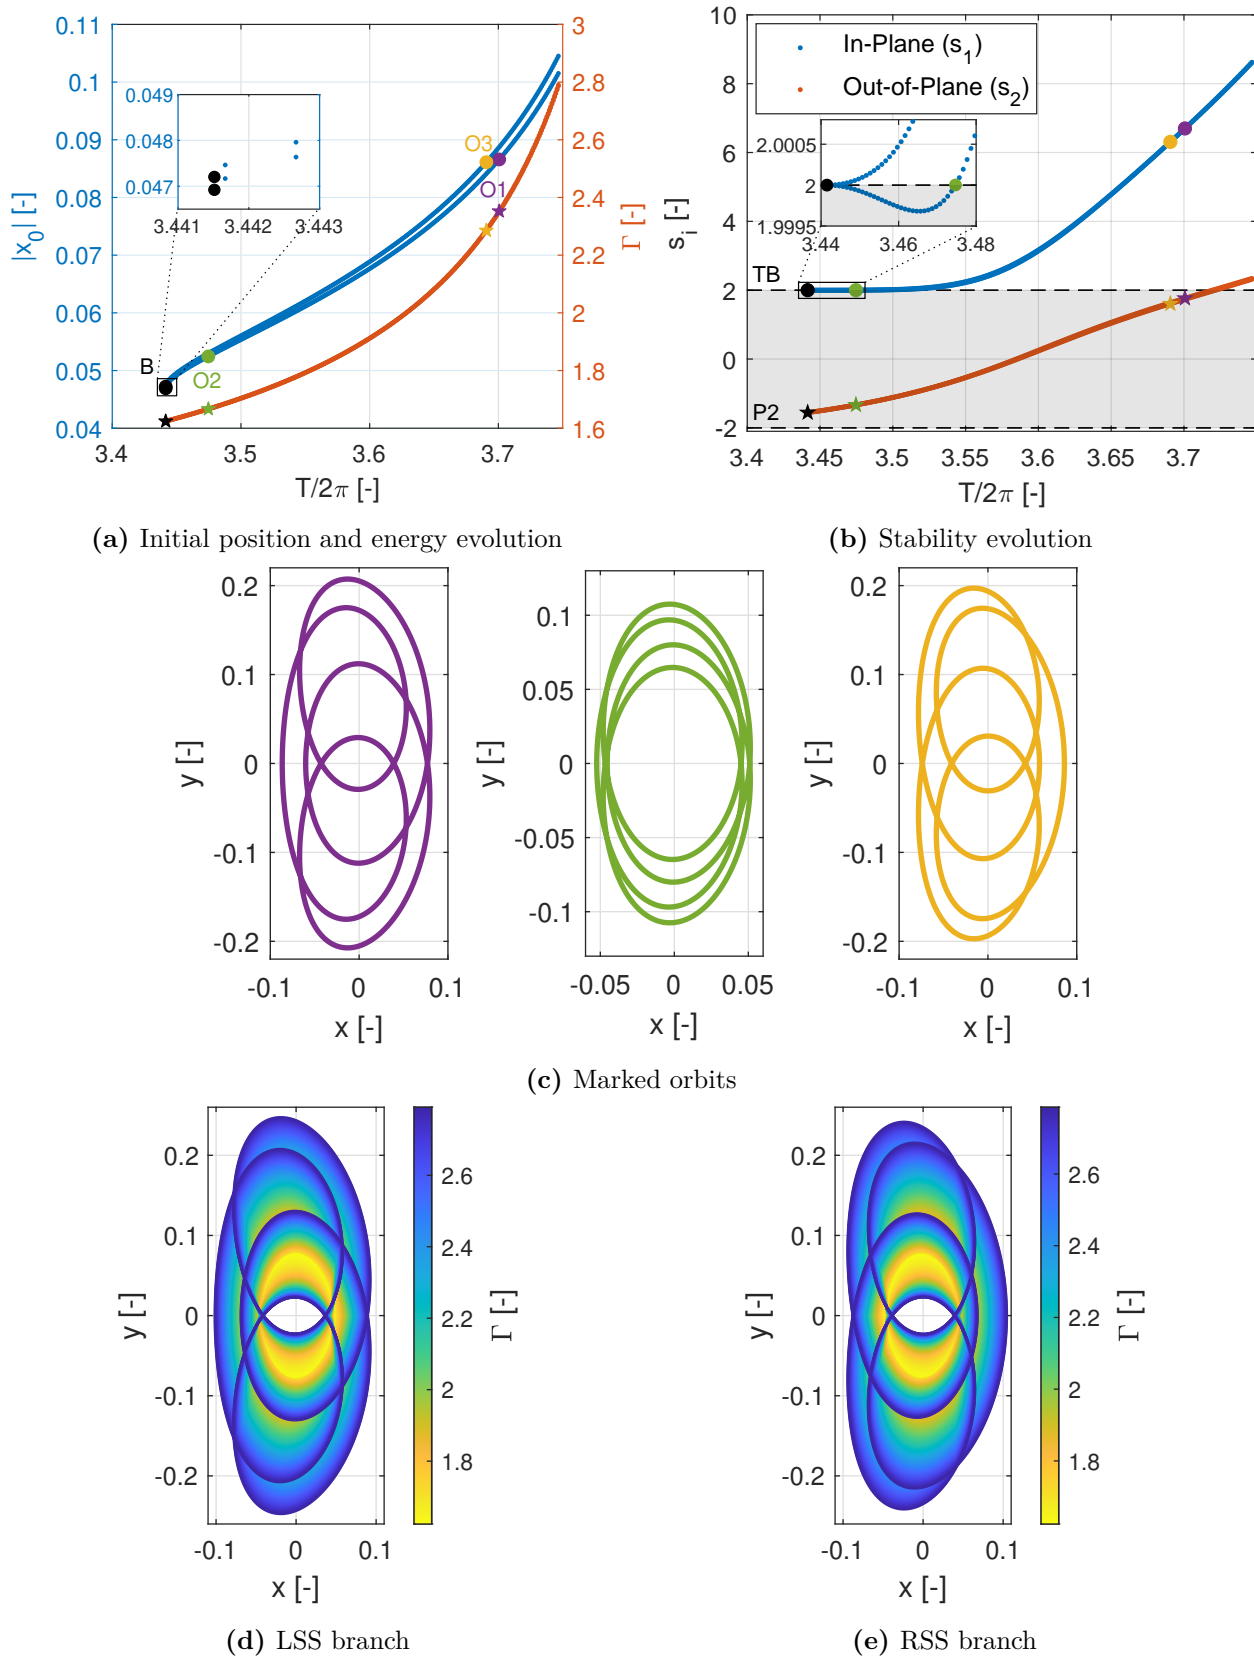 0.11
0.1
0.09
0.08
0.07
0.06
0.05
0.04
|x0| [-]
3
2.8
2.6
2.4
2.2
2
1.8
1.6
Γ [-]
0.049
0.048
0.047
3.441 3.442 3.443
O3
O1
B
O2
3.4 3.5 3.6 3.7
T/2π [-]
(a) Initial position and energy evolution
10
8
6
4
2
0
-2
si [-]
In-Plane (s1)
Out-of-Plane (s2)
2.0005
2
1.9995
3.44 3.46 3.48
TB
P2
3.4 3.45 3.5 3.55 3.6 3.65 3.7
T/2π [-]
(b) Stability evolution
0.2
0.1
0
-0.1
-0.2
y [-]
-0.1 0 0.1
x [-]
0.1
0.05
0
-0.05
-0.1
y [-]
-0.05 0 0.05
x [-]
0.2
0.1
0
-0.1
-0.2
y [-]
-0.1 0 0.1
x [-]
(c) Marked orbits
0.2
0.1
0
-0.1
-0.2
y [-]
-0.1 0 0.1
x [-]
2.6
2.4
2.2
2
1.8
Γ [-]
(d) LSS branch
0.2
0.1
0
-0.1
-0.2
y [-]
-0.1 0 0.1
x [-]
2.6
2.4
2.2
2
1.8
Γ [-]
(e) RSS branch